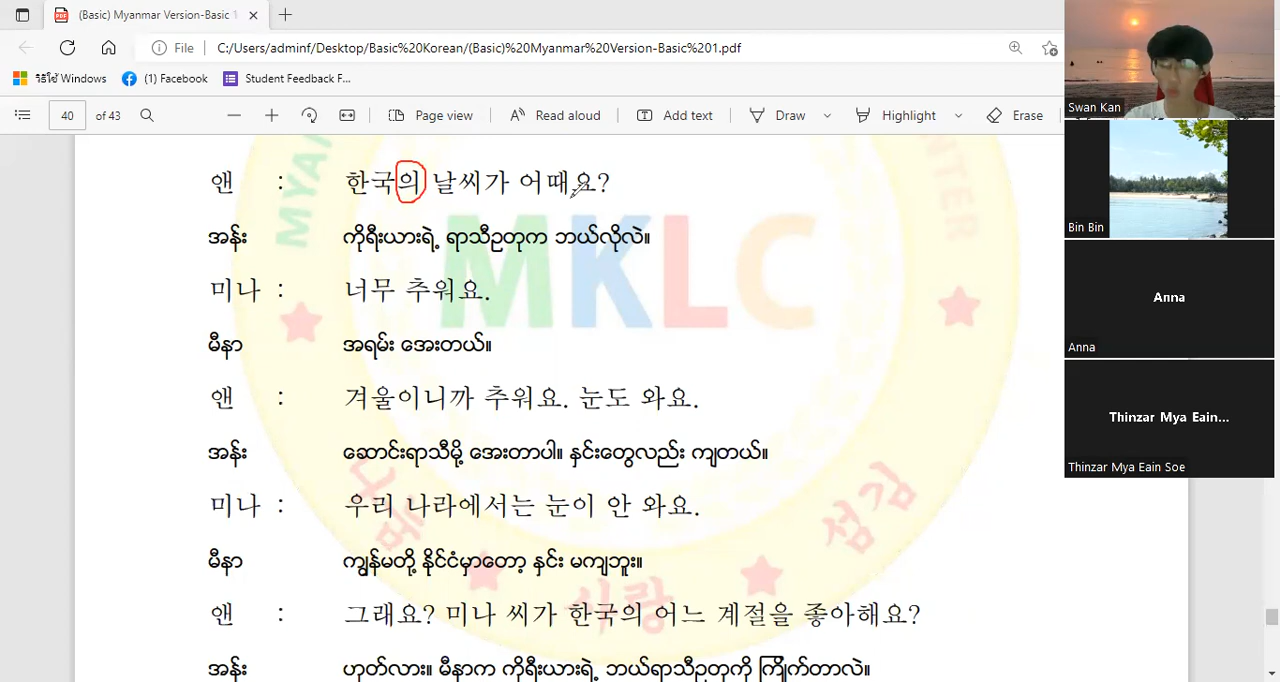 (Basic) Myanmar Version-Basic 1
File C:/Users/adminf/Desktop/Basic%20Korean/(Basic)%20Myanmar%20Version-Basic%201.pdf
วิธีใช้ Windows (1) Facebook Student Feedback F...
40 of 43 Page view Read aloud Add text Draw Highlight Erase
앤 : 한국의 날씨가 어때요?
အန်း ကိုရီးယားရဲ့ ရာသီဥတုက ဘယ်လိုလဲ။
미나 : 너무 추워요.
မီနာ အရမ်း အေးတယ်။
앤 : 겨울이니까 추워요. 눈도 와요.
အန်း ဆောင်းရာသီမို့ အေးတာပါ။ နှင်းတွေလည်း ကျတယ်။
미나 : 우리 나라에서는 눈이 안 와요.
မီနာ ကျွန်မတို့ နိုင်ငံမှာတော့ နှင်း မကျဘူး။
앤 : 그래요? 미나 씨가 한국의 어느 계절을 좋아해요?
အန်း ဟုတ်လား။ မီနာက ကိုရီးယားရဲ့ ဘယ်ရာသီဥတုကို ကြိုက်တာလဲ။
MKLC
사랑
섬김
Swan Kan
Bin Bin
Anna
Anna
Thinzar Mya Eain...
Thinzar Mya Eain Soe